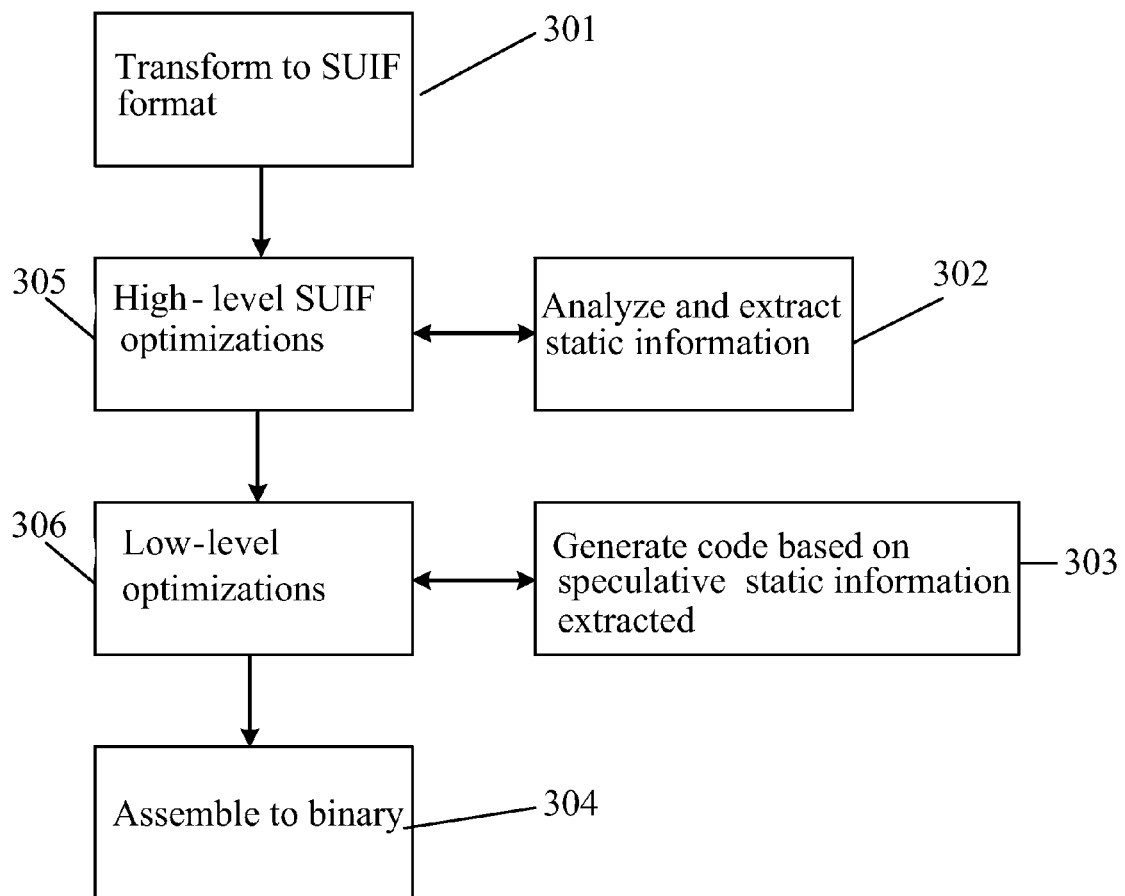 301
Transform to SUIF
format
305
High-level SUIF
optimizations
302
Analyze and extract
static information
306
Low-level
optimizations
303
Generate code based on
speculative static information
extracted
304
Assemble to binary